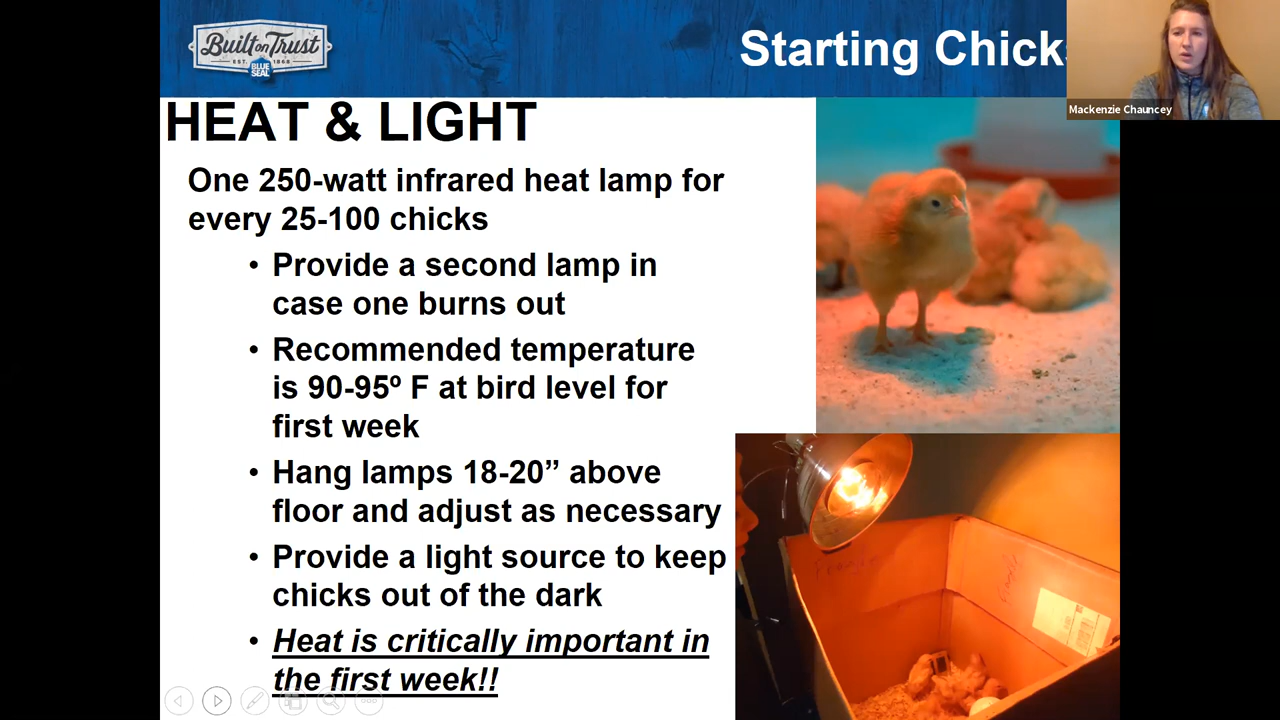 Built on Trust
EST. 1868
BLUE
SEAL
Starting Chicks
Mackenzie Chauncey
HEAT & LIGHT
One 250-watt infrared heat lamp for
every 25-100 chicks
• Provide a second lamp in
case one burns out
• Recommended temperature
is 90-95º F at bird level for
first week
• Hang lamps 18-20” above
floor and adjust as necessary
• Provide a light source to keep
chicks out of the dark
• Heat is critically important in
the first week!!